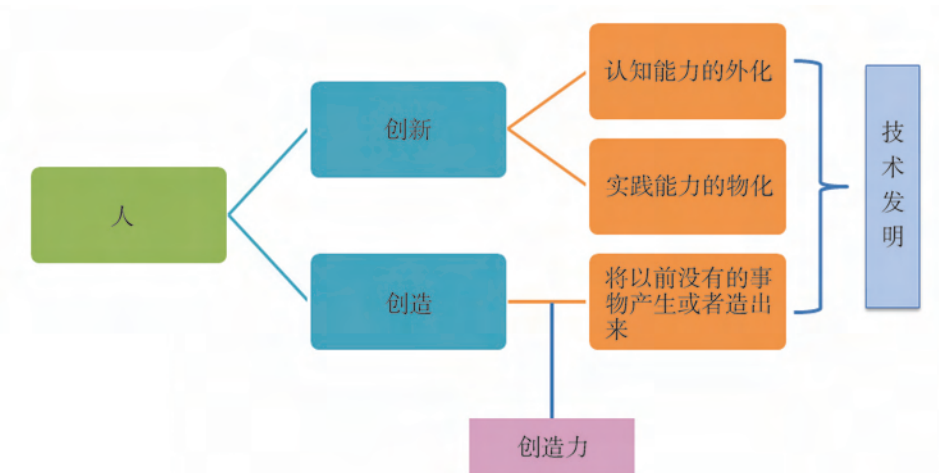 人
创新
创造
认知能力的外化
实践能力的物化
将以前没有的事
物产生或者造出
来
技
术
发
明
创造力